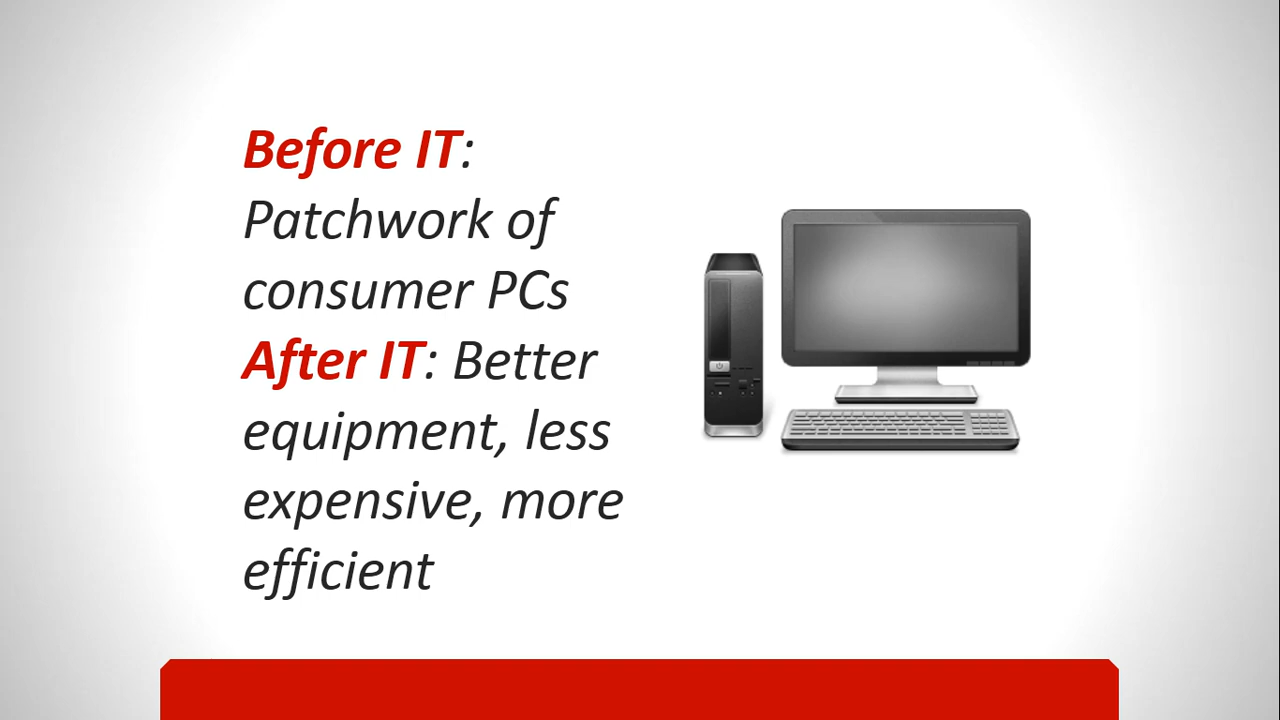 Before IT:
Patchwork of
consumer PCs
After IT: Better
equipment, less
expensive, more
efficient